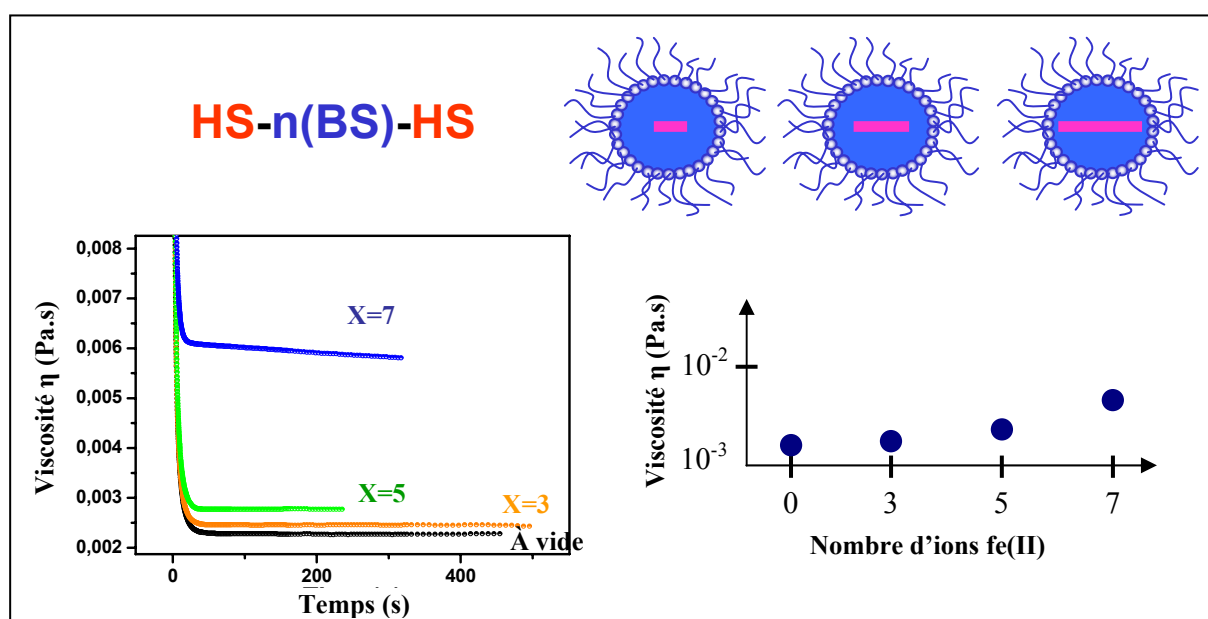 HS-n(BS)-HS
Viscosité η (Pa.s)
0,008
0,007
0,006
0,005
0,004
0,003
0,002
X=7
X=5
X=3
À vide
0
200
400
Temps (s)
Viscosité η (Pa.s)
10-2
10-3
0
3
5
7
Nombre d'ions fe(II)